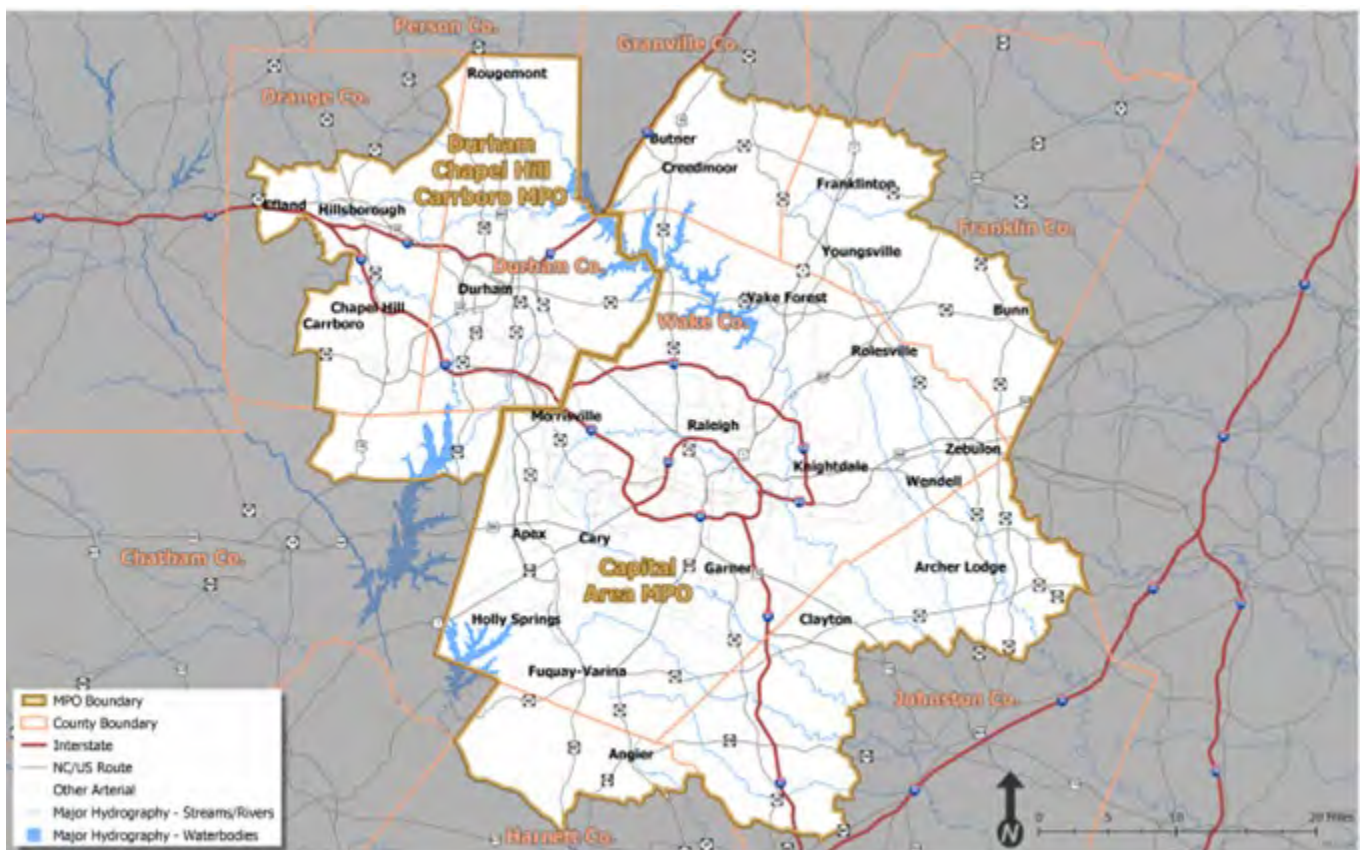 Person Co.
Granville Co.
Rougemont
Orange Co.
Durham
Chapel Hill
Carrboro MPO
Butner
Creedmoor
Franklinton
Efland
Hillsborough
Franklin Co.
Youngsville
Durham Co.
Durham
Wake Forest
Chapel Hill
Carrboro
Bunn
Wake Co.
Rolesville
Morrisville
Raleigh
Knightdale
Zebulon
Wendell
Apex
Cary
Chatham Co.
Capital
Area MPO
Garner
Archer Lodge
Holly Springs
Clayton
Fuquay-Varina
Johnston Co.
Angier
Harnett Co.
MPO Boundary
County Boundary
Interstate
NC/US Route
Other Arterial
Major Hydrography - Streams/Rivers
Major Hydrography - Waterbodies
N
0 5 10 20 Miles